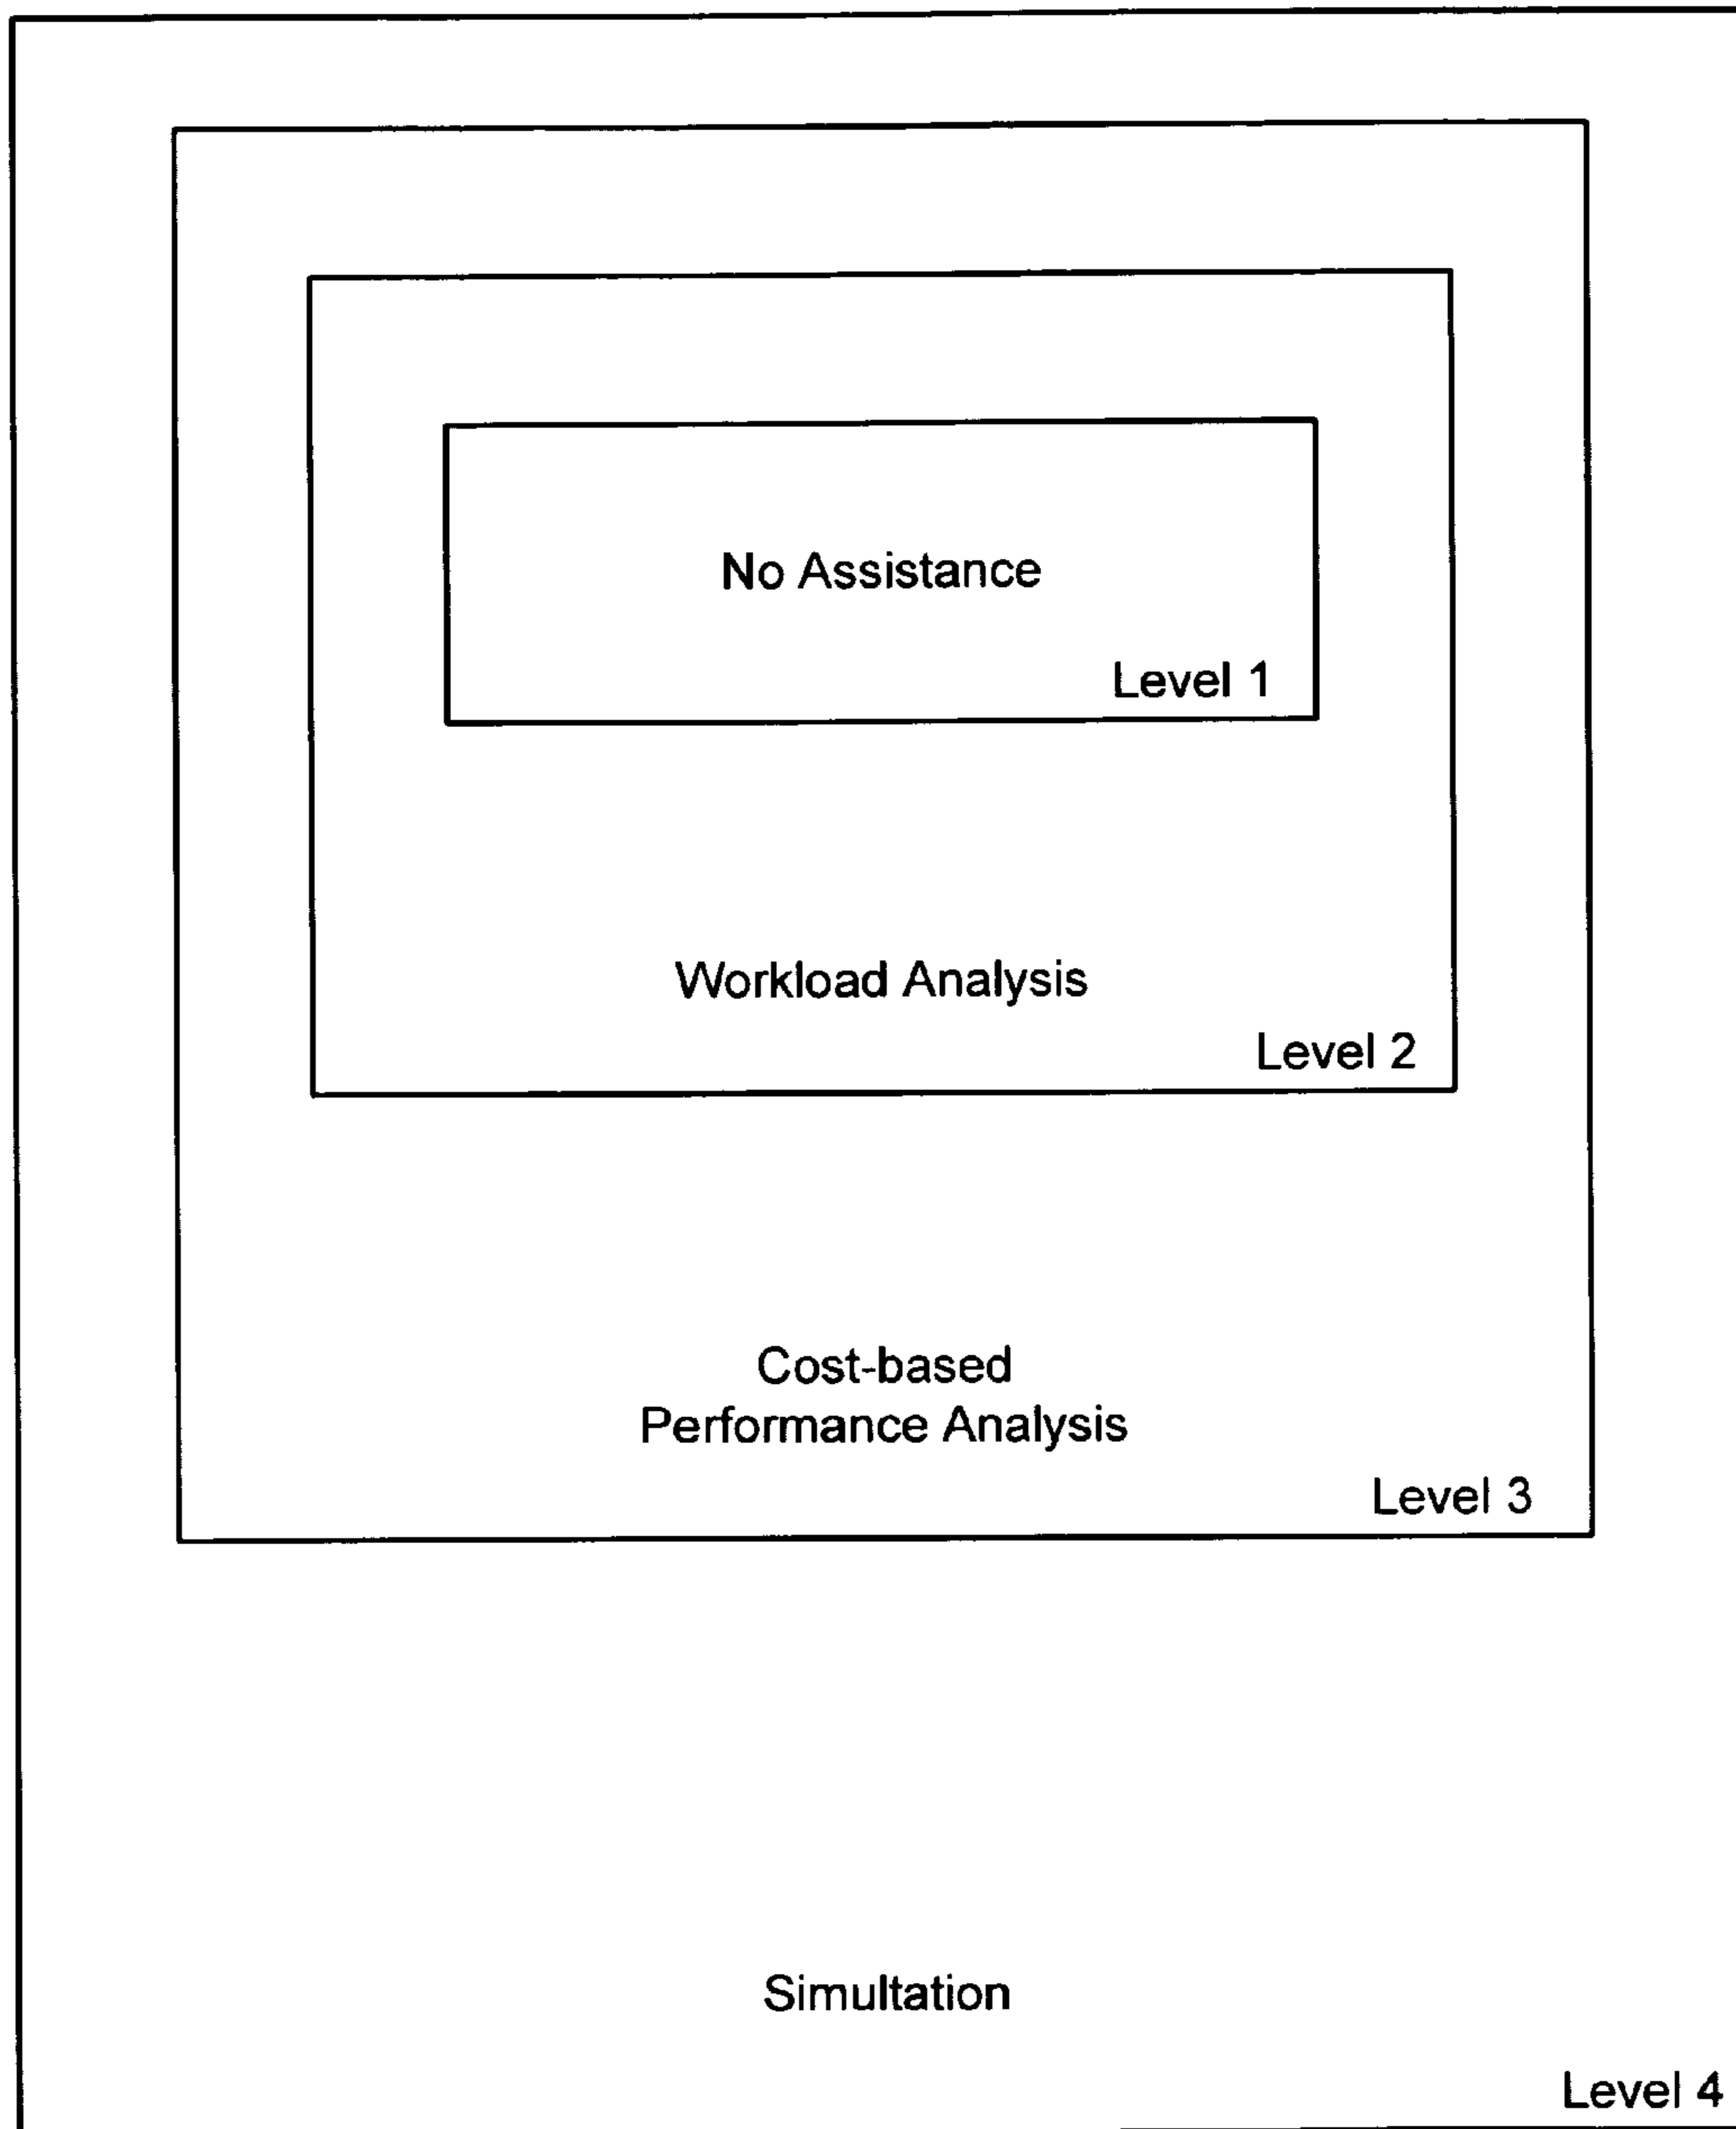 No Assistance
Level 1
Workload Analysis
Level 2
Cost-based
Performance Analysis
Level 3
Simultation
Level 4